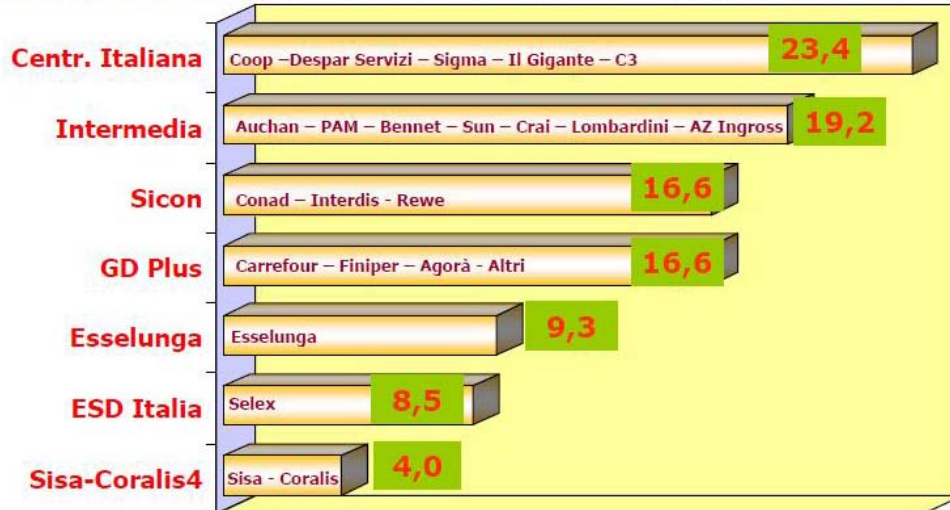 Centr. Italiana Coop –Despar Servizi – Sigma – Il Gigante – C3 23,4
Intermedia Auchan – PAM – Bennet – Sun – Crai – Lombardini – AZ Ingross 19,2
Sicon Conad – Interdis - Rewe 16,6
GD Plus Carrefour – Finiper – Agorà - Altri 16,6
Esselunga Esselunga 9,3
ESD Italia Selex 8,5
Sisa-Coralis4 Sisa - Coralis 4,0